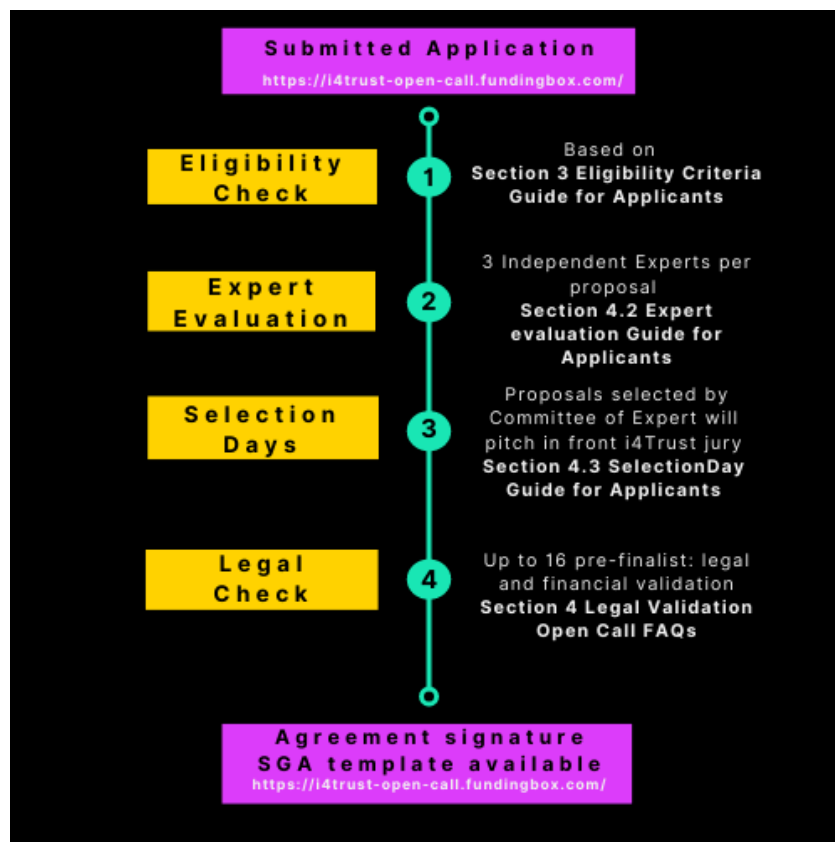 Submitted Application
https://i4trust-open-call.fundingbox.com/
Eligibility
Check
1
Based on
Section 3 Eligibility Criteria
Guide for Applicants
Expert
Evaluation
2
3 Independent Experts per
proposal
Section 4.2 Expert
evaluation Guide for
Applicants
Selection
Days
3
Proposals selected by
Committee of Expert will
pitch in front i4Trust jury
Section 4.3 SelectionDay
Guide for Applicants
Legal
Check
4
Up to 16 pre-finalist: legal
and financial validation
Section 4 Legal Validation
Open Call FAQs
Agreement signature
SGA template available
https://i4trust-open-call.fundingbox.com/